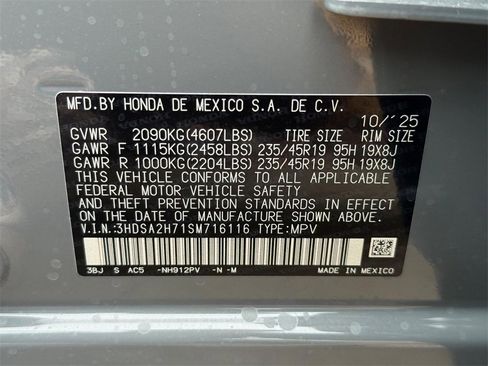 MFD.BY HONDA DE MEXICO S.A. DE C.V.
10/'25
GVWR 2090KG(4607LBS) TIRE SIZE RIM SIZE
GAWR F 1115KG(2458LBS) 235/45R19 95H 19X8J
GAWR R 1000KG(2204LBS) 235/45R19 95H 19X8J
THIS VEHICLE CONFORMS TO ALL APPLICABLE
FEDERAL MOTOR VEHICLE SAFETY
AND THEFT PREVENTION STANDARDS IN EFFECT
ON THE DATE OF MANUFACTURE SHOWN ABOVE.
V.I.N.:3HDSA2H71SM716116 TYPE:MPV
3BJ S AC5 -NH912PV -N -M MADE IN MEXICO